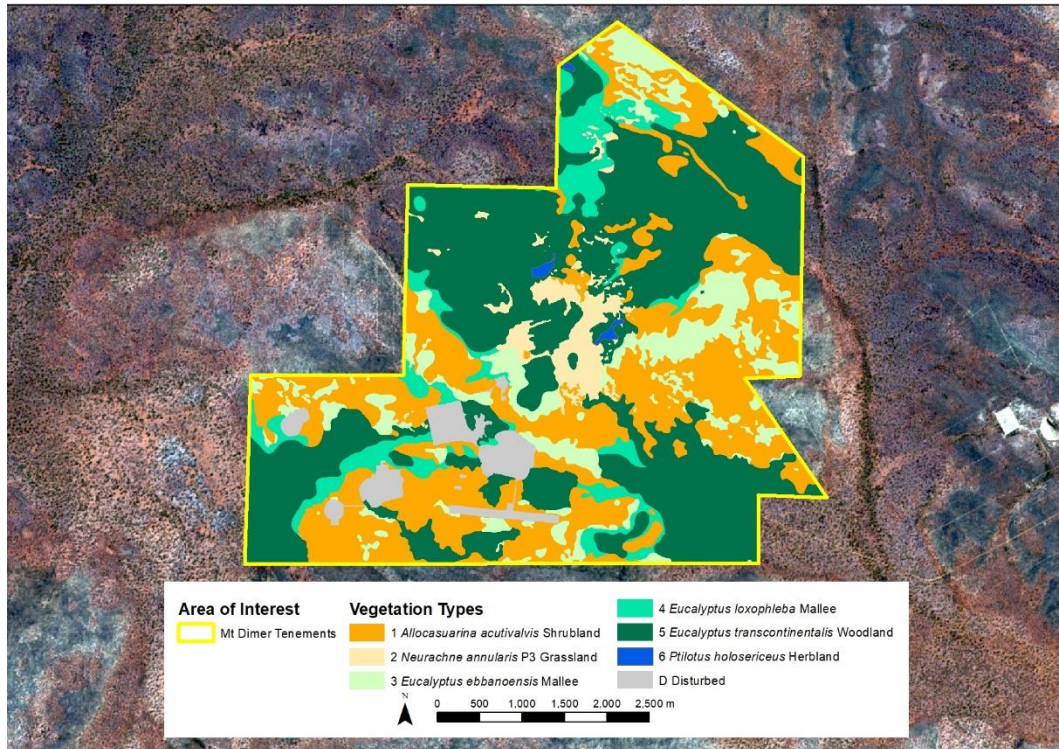 Area of Interest
Mt Dimer Tenements
Vegetation Types
1 Allocasuarina acutivalvis Shrubland
2 Neurachne annularis P3 Grassland
3 Eucalyptus ebbanoensis Mallee
4 Eucalyptus loxophleba Mallee
5 Eucalyptus transcontinentalis Woodland
6 Ptilotus holosericeus Herbland
D Disturbed
N
0 500 1,000 1,500 2,000 2,500 m